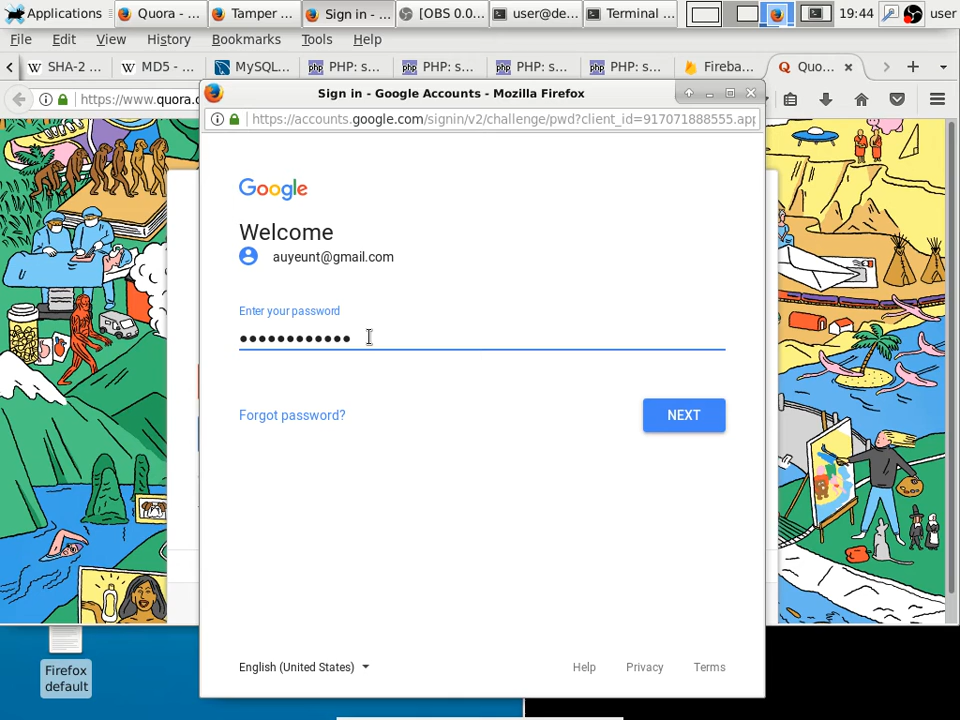 Applications
Quora - ...
Tamper ...
Sign in - ...
[OBS 0.0...
user@de...
Terminal ...
19:44
user
File
Edit
View
History
Bookmarks
Tools
Help
SHA-2 ...
MD5 - ...
MySQL...
PHP: s...
PHP: s...
PHP: s...
PHP: s...
Fireba...
Quo...
https://www.quora.c
Sign in - Google Accounts - Mozilla Firefox
https://accounts.google.com/signin/v2/challenge/pwd?client_id=917071888555.app
Google
Welcome
auyeunt@gmail.com
Enter your password
••••••••••••
Forgot password?
NEXT
English (United States)
Help
Privacy
Terms
Firefox
default